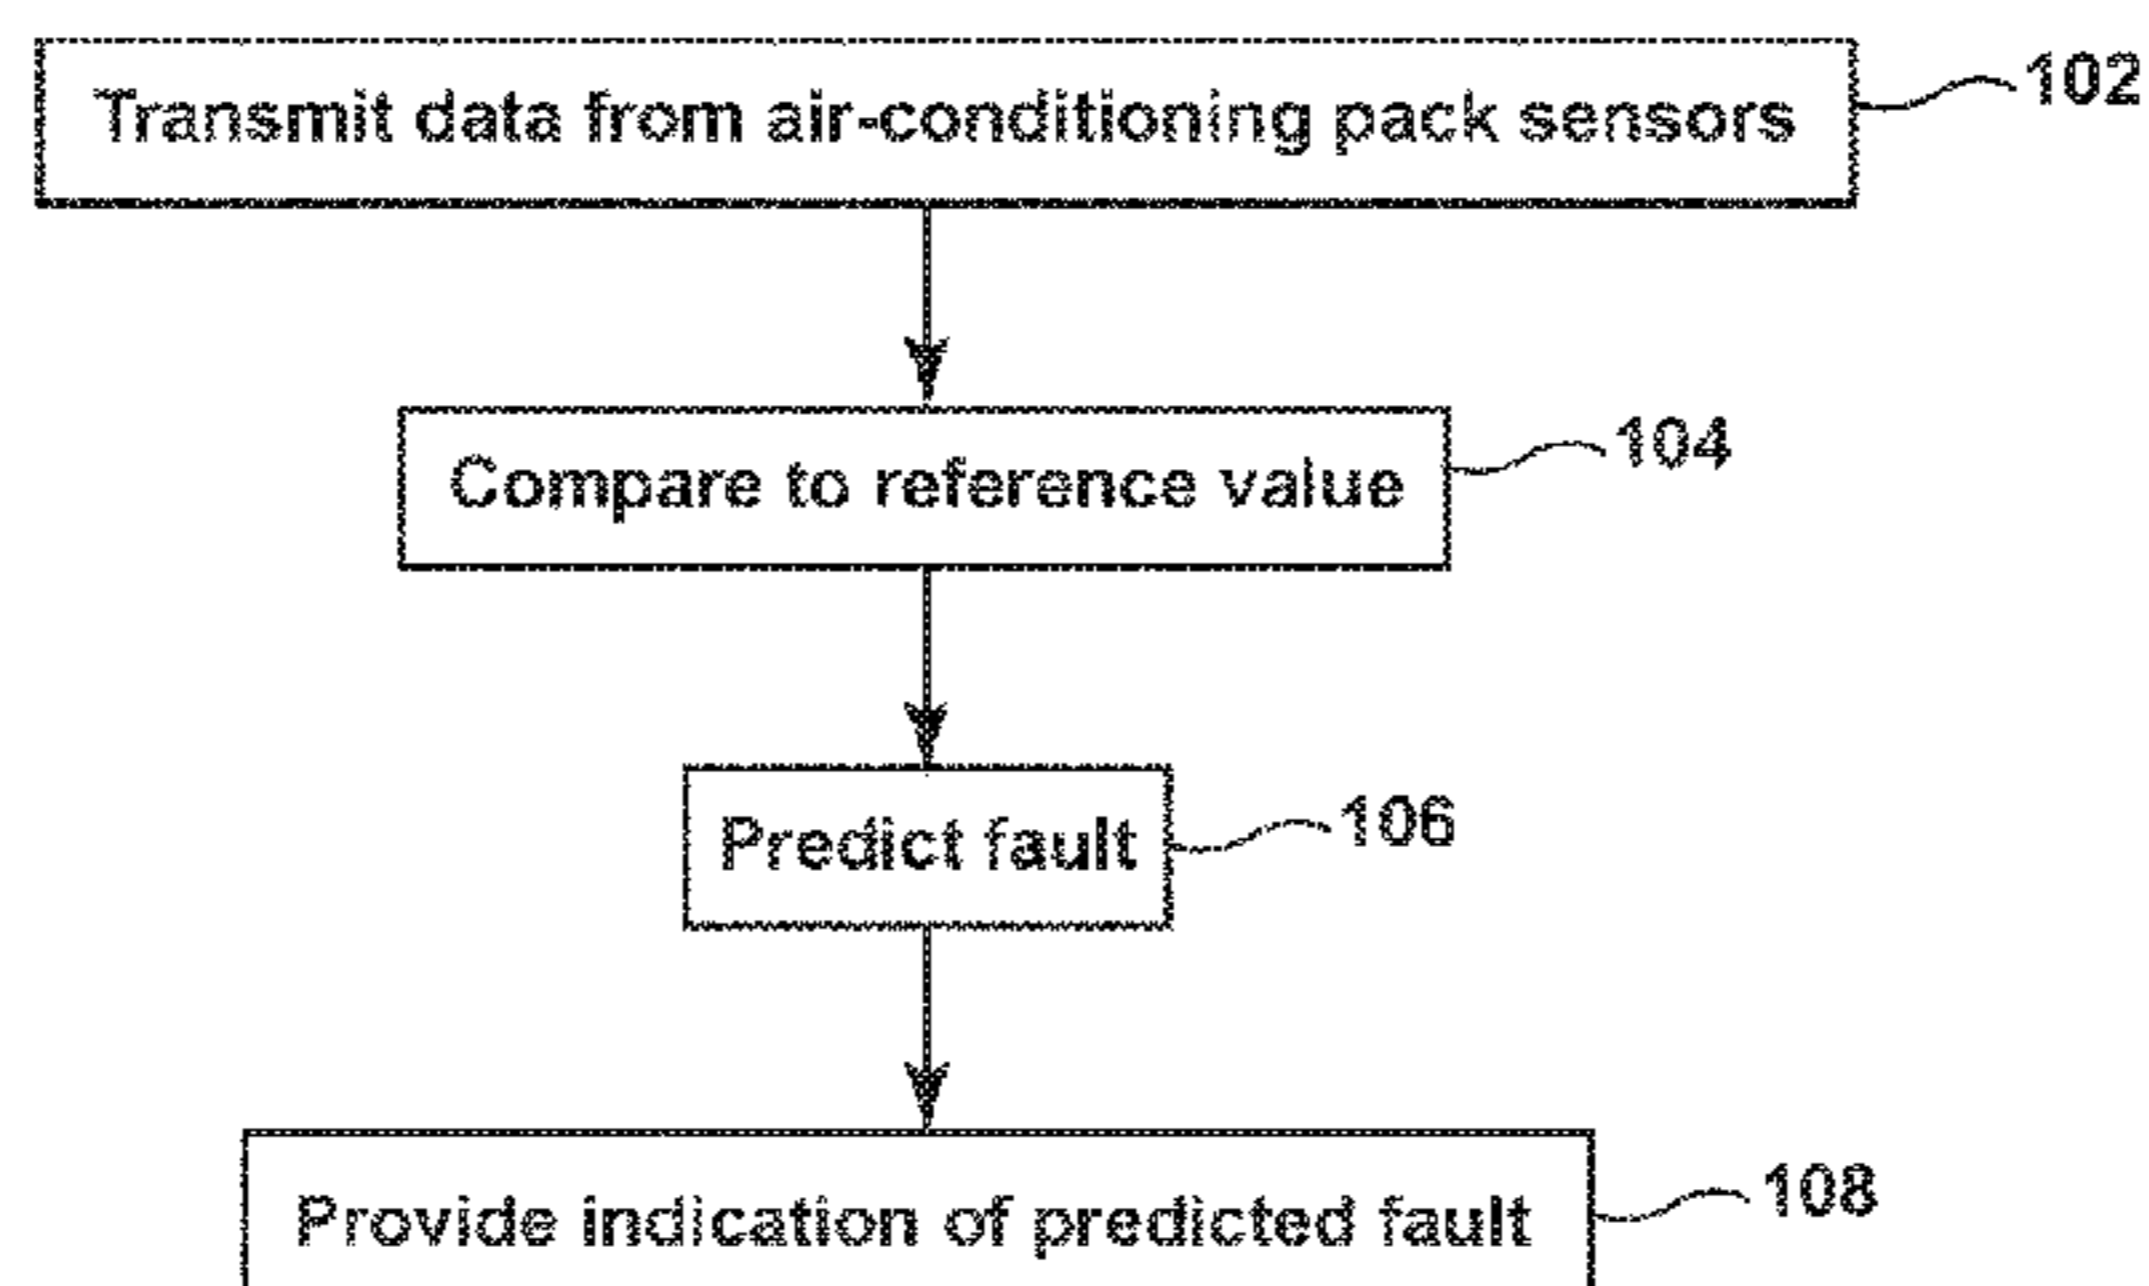 Transmit data from air-conditioning pack sensors
102
Compare to reference value
104
Predict fault
106
Provide indication of predicted fault
108